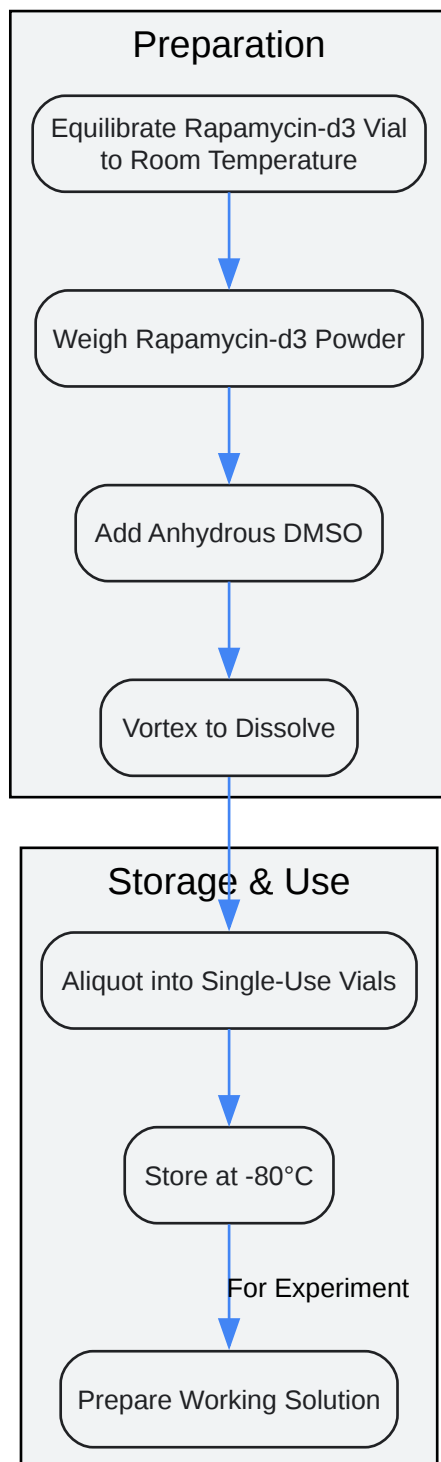 Preparation
Equilibrate Rapamycin-d3 Vial
to Room Temperature
Weigh Rapamycin-d3 Powder
Add Anhydrous DMSO
Vortex to Dissolve
Storage & Use
Aliquot into Single-Use Vials
Store at -80°C
For Experiment
Prepare Working Solution